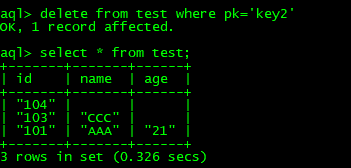 aql> delete from test where pk='key2'
OK, 1 record affected.
aql> select * from test;
+-------+-------+------+
| id    | name  | age  |
+-------+-------+------+
| "104" |       |      |
| "103" | "CCC" |      |
| "101" | "AAA" | "21" |
+-------+-------+------+
3 rows in set (0.326 secs)